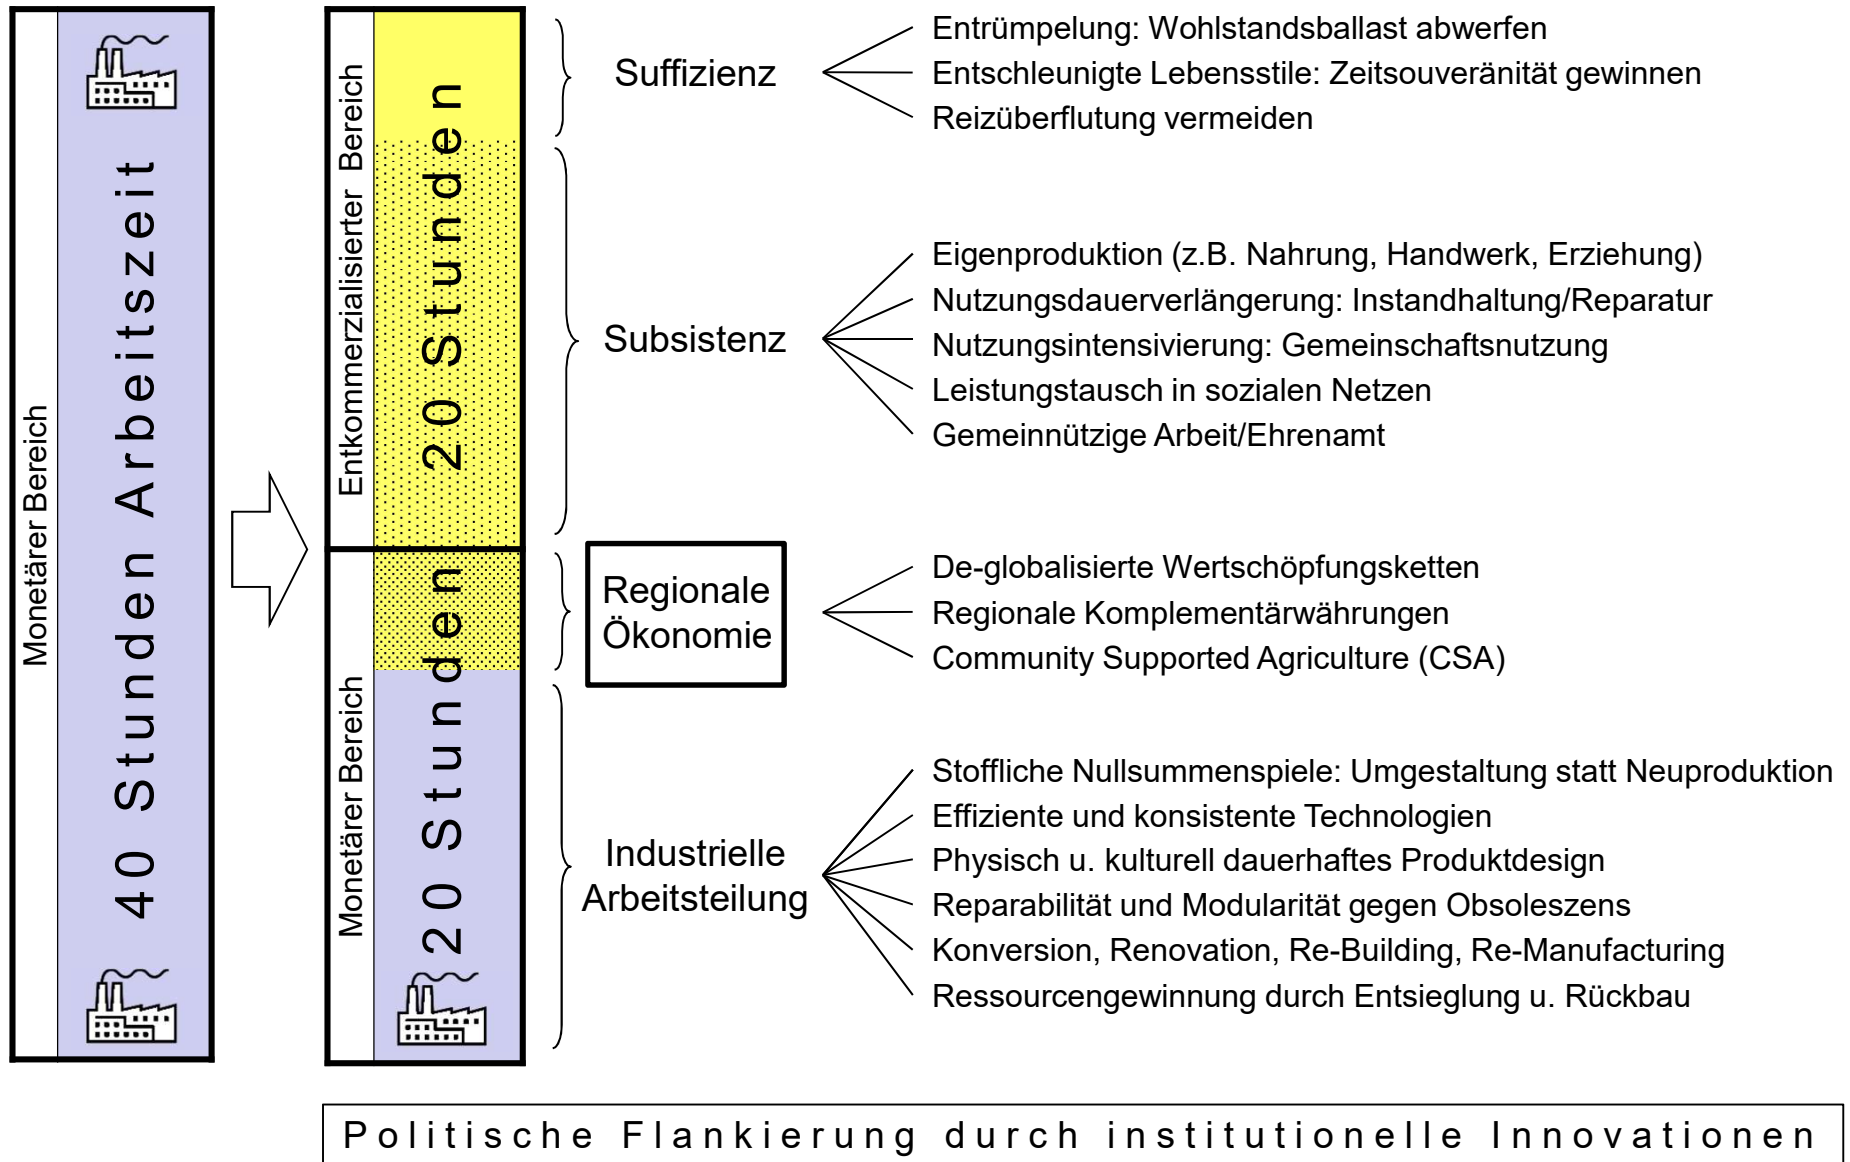 Monetärer Bereich
40 Stunden Arbeitszeit
Entkommerzialisierter Bereich
20 Stunden
Monetärer Bereich
20 Stunden
Suffizienz
Entrümpelung: Wohlstandsballast abwerfen
Entschleunigte Lebensstile: Zeitsouveränität gewinnen
Reizüberflutung vermeiden
Subsistenz
Eigenproduktion (z.B. Nahrung, Handwerk, Erziehung)
Nutzungsdauerverlängerung: Instandhaltung/Reparatur
Nutzungsintensivierung: Gemeinschaftsnutzung
Leistungstausch in sozialen Netzen
Gemeinnützige Arbeit/Ehrenamt
Regionale
Ökonomie
De-globalisierte Wertschöpfungsketten
Regionale Komplementärwährungen
Community Supported Agriculture (CSA)
Industrielle
Arbeitsteilung
Stoffliche Nullsummenspiele: Umgestaltung statt Neuproduktion
Effiziente und konsistente Technologien
Physisch u. kulturell dauerhaftes Produktdesign
Reparabilität und Modularität gegen Obsoleszens
Konversion, Renovation, Re-Building, Re-Manufacturing
Ressourcengewinnung durch Entsieglung u. Rückbau
Politische Flankierung durch institutionelle Innovationen